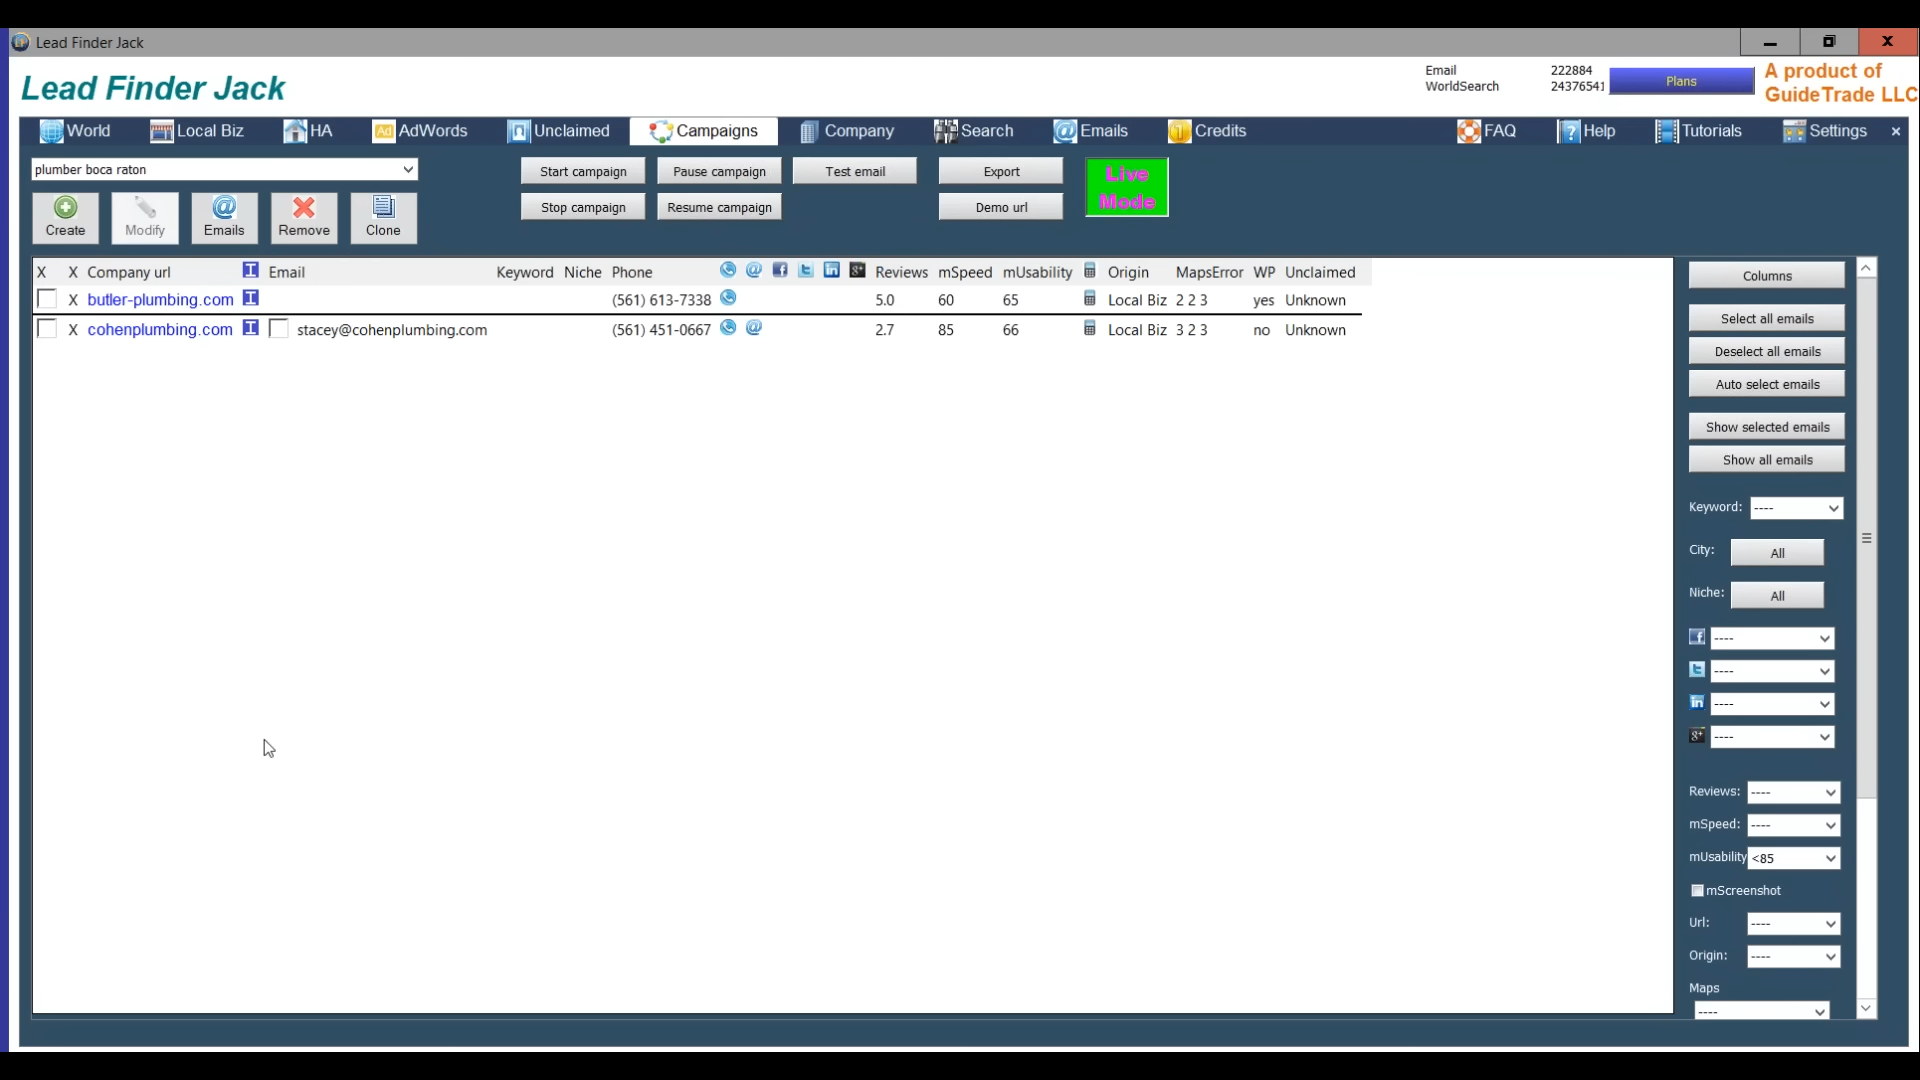 Lead Finder Jack
Lead Finder Jack
Email 222884
WorldSearch 24376541
Plans
A product of
GuideTrade LLC
World Local Biz HA AdWords Unclaimed Campaigns Company Search Emails Credits FAQ Help Tutorials Settings ×
plumber boca raton
Start campaign Pause campaign Test email Export
Live
Mode
Stop campaign Resume campaign Demo url
Create Modify Emails Remove Clone
X X Company url Email Keyword Niche Phone Reviews mSpeed mUsability Origin MapsError WP Unclaimed
X butler-plumbing.com (561) 613-7338 5.0 60 65 Local Biz 2 2 3 yes Unknown
X cohenplumbing.com stacey@cohenplumbing.com (561) 451-0667 2.7 85 66 Local Biz 3 2 3 no Unknown
Columns
Select all emails
Deselect all emails
Auto select emails
Show selected emails
Show all emails
Keyword: ----
City: All
Niche: All
----
----
----
----
Reviews: ----
mSpeed: ----
mUsability <85
mScreenshot
Url: ----
Origin: ----
Maps
----